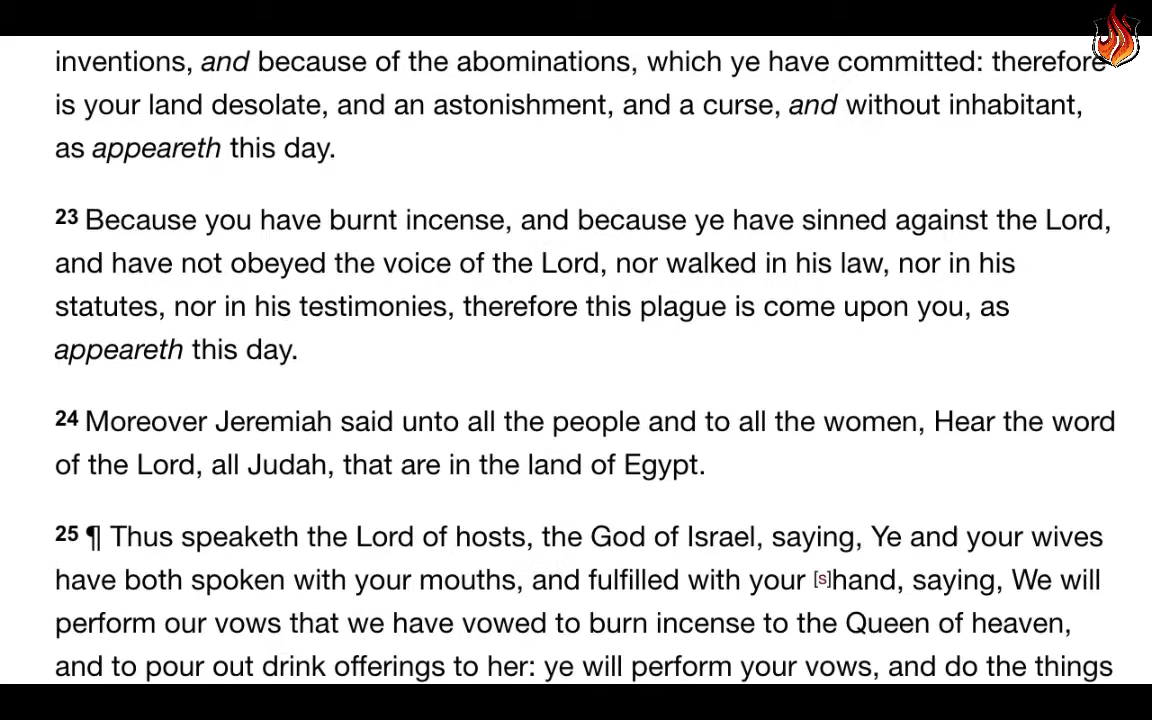 inventions, and because of the abominations, which ye have committed: therefore
is your land desolate, and an astonishment, and a curse, and without inhabitant,
as appeareth this day.
23 Because you have burnt incense, and because ye have sinned against the Lord,
and have not obeyed the voice of the Lord, nor walked in his law, nor in his
statutes, nor in his testimonies, therefore this plague is come upon you, as
appeareth this day.
24 Moreover Jeremiah said unto all the people and to all the women, Hear the word
of the Lord, all Judah, that are in the land of Egypt.
25 ¶ Thus speaketh the Lord of hosts, the God of Israel, saying, Ye and your wives
have both spoken with your mouths, and fulfilled with your [s]hand, saying, We will
perform our vows that we have vowed to burn incense to the Queen of heaven,
and to pour out drink offerings to her: ye will perform your vows, and do the things